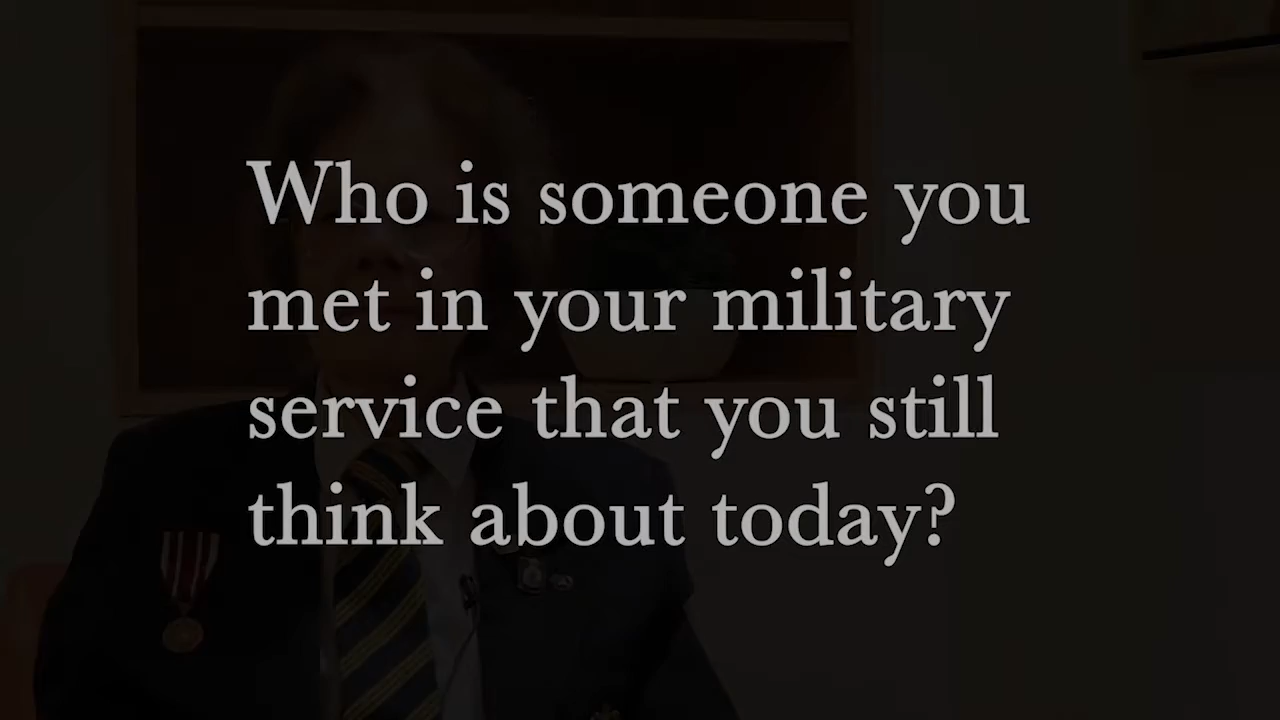 Who is someone you
met in your military
service that you still
think about today?